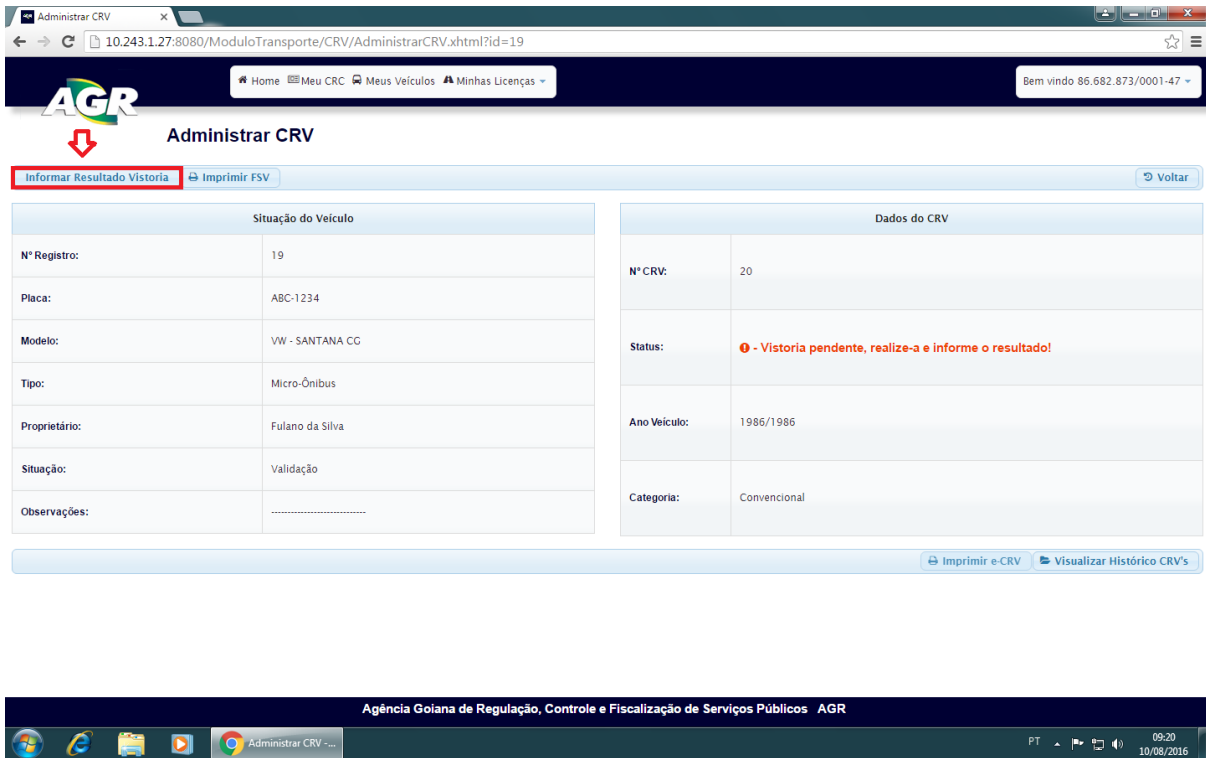 Administrar CRV
10.243.1.27:8080/ModuloTransporte/CRV/AdministrarCRV.xhtml?id=19
Home Meu CRC Meus Veículos Minhas Licenças
Bem vindo 86.682.873/0001-47
AGR
Administrar CRV
Informar Resultado Vistoria Imprimir FSV Voltar
Situação do Veículo
Nº Registro: 19
Placa: ABC-1234
Modelo: VW - SANTANA CG
Tipo: Micro-Ônibus
Proprietário: Fulano da Silva
Situação: Validação
Observações: ----------------------------
Dados do CRV
Nº CRV: 20
Status: - Vistoria pendente, realize-a e informe o resultado!
Ano Veículo: 1986/1986
Categoria: Convencional
Imprimir e-CRV Visualizar Histórico CRV's
Agência Goiana de Regulação, Controle e Fiscalização de Serviços Públicos AGR
Administrar CRV -...
PT
09:20
10/08/2016